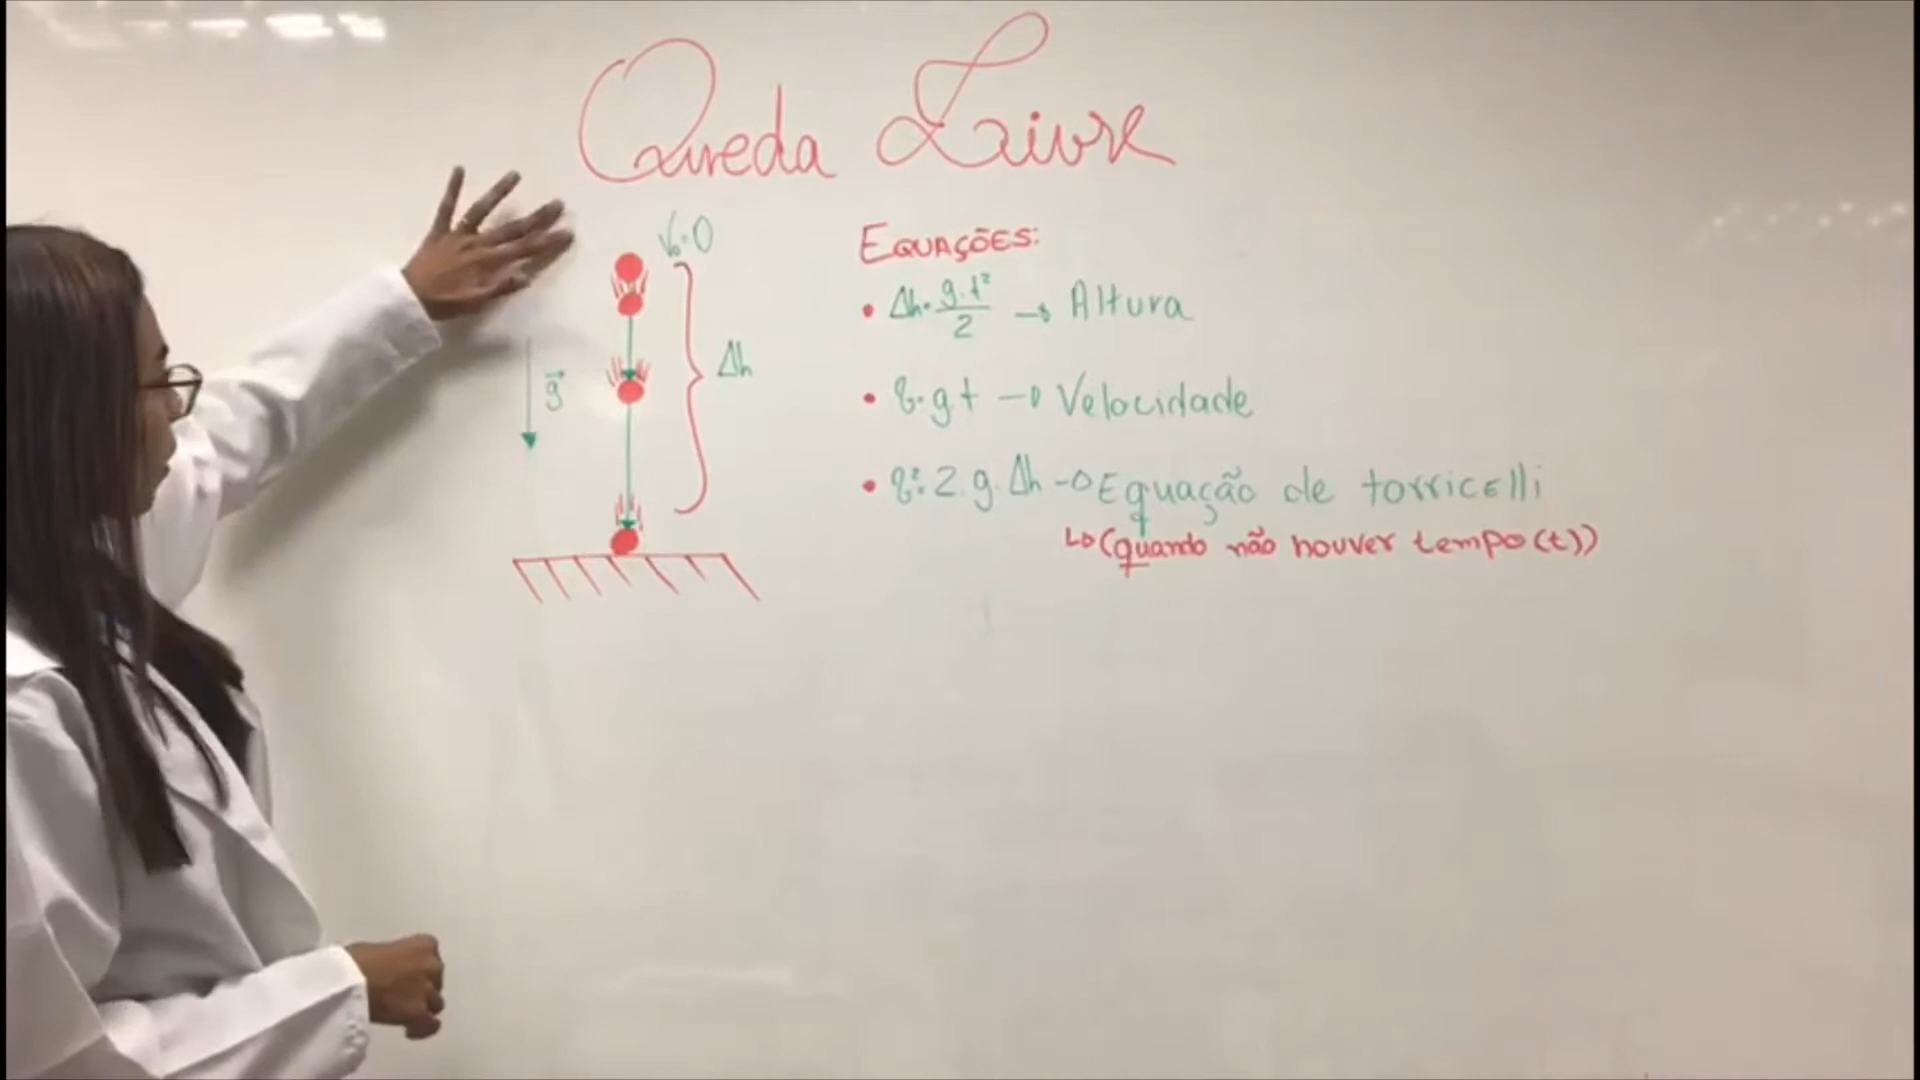 Queda Livre
V₀=0
Δh
g⃗
EQUAÇÕES:
• Δh = g.t²/2 → Altura
• v = g.t → Velocidade
• v² = 2.g.Δh → Equação de torricelli
↳ (quando não houver tempo (t))